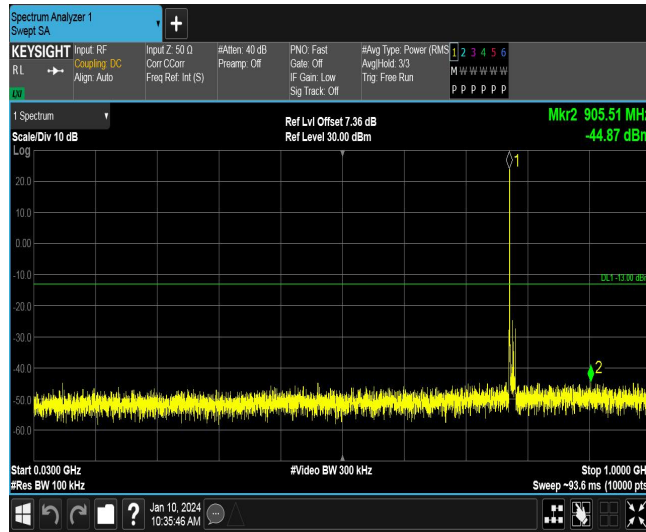 Spectrum Analyzer 1
Swept SA
+
KEYSIGHT
RL
LXI
Input: RF
Coupling: DC
Align: Auto
Input Z: 50 Ω
Corr CCorr
Freq Ref: Int (S)
#Atten: 40 dB
Preamp: Off
PNO: Fast
Gate: Off
IF Gain: Low
Sig Track: Off
#Avg Type: Power (RMS
Avg|Hold: 3/3
Trig: Free Run
1 2 3 4 5 6
M W W W W W
P P P P P P
1 Spectrum
Scale/Div 10 dB
Ref Lvl Offset 7.36 dB
Ref Level 30.00 dBm
Mkr2 905.51 MHz
-44.87 dBm
Log
1
20.0
10.0
0.00
-10.0
DL1 -13.00 dBm
-20.0
-30.0
-40.0
2
-50.0
-60.0
Start 0.0300 GHz
#Res BW 100 kHz
#Video BW 300 kHz
Stop 1.0000 GH
Sweep ~93.6 ms (10000 pts
?
Jan 10, 2024
10:35:46 AM